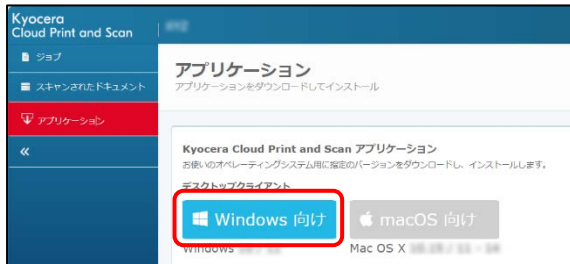 Kyocera
Cloud Print and Scan
ジョブ
スキャンされたドキュメント
アプリケーション
«
アプリケーション
アプリケーションをダウンロードしてインストール
Kyocera Cloud Print and Scan アプリケーション
お使いのオペレーティングシステム用に指定のバージョンをダウンロードし、インストールします。
デスクトップクライアント
Windows 向け
macOS 向け
Windows
Mac OS X